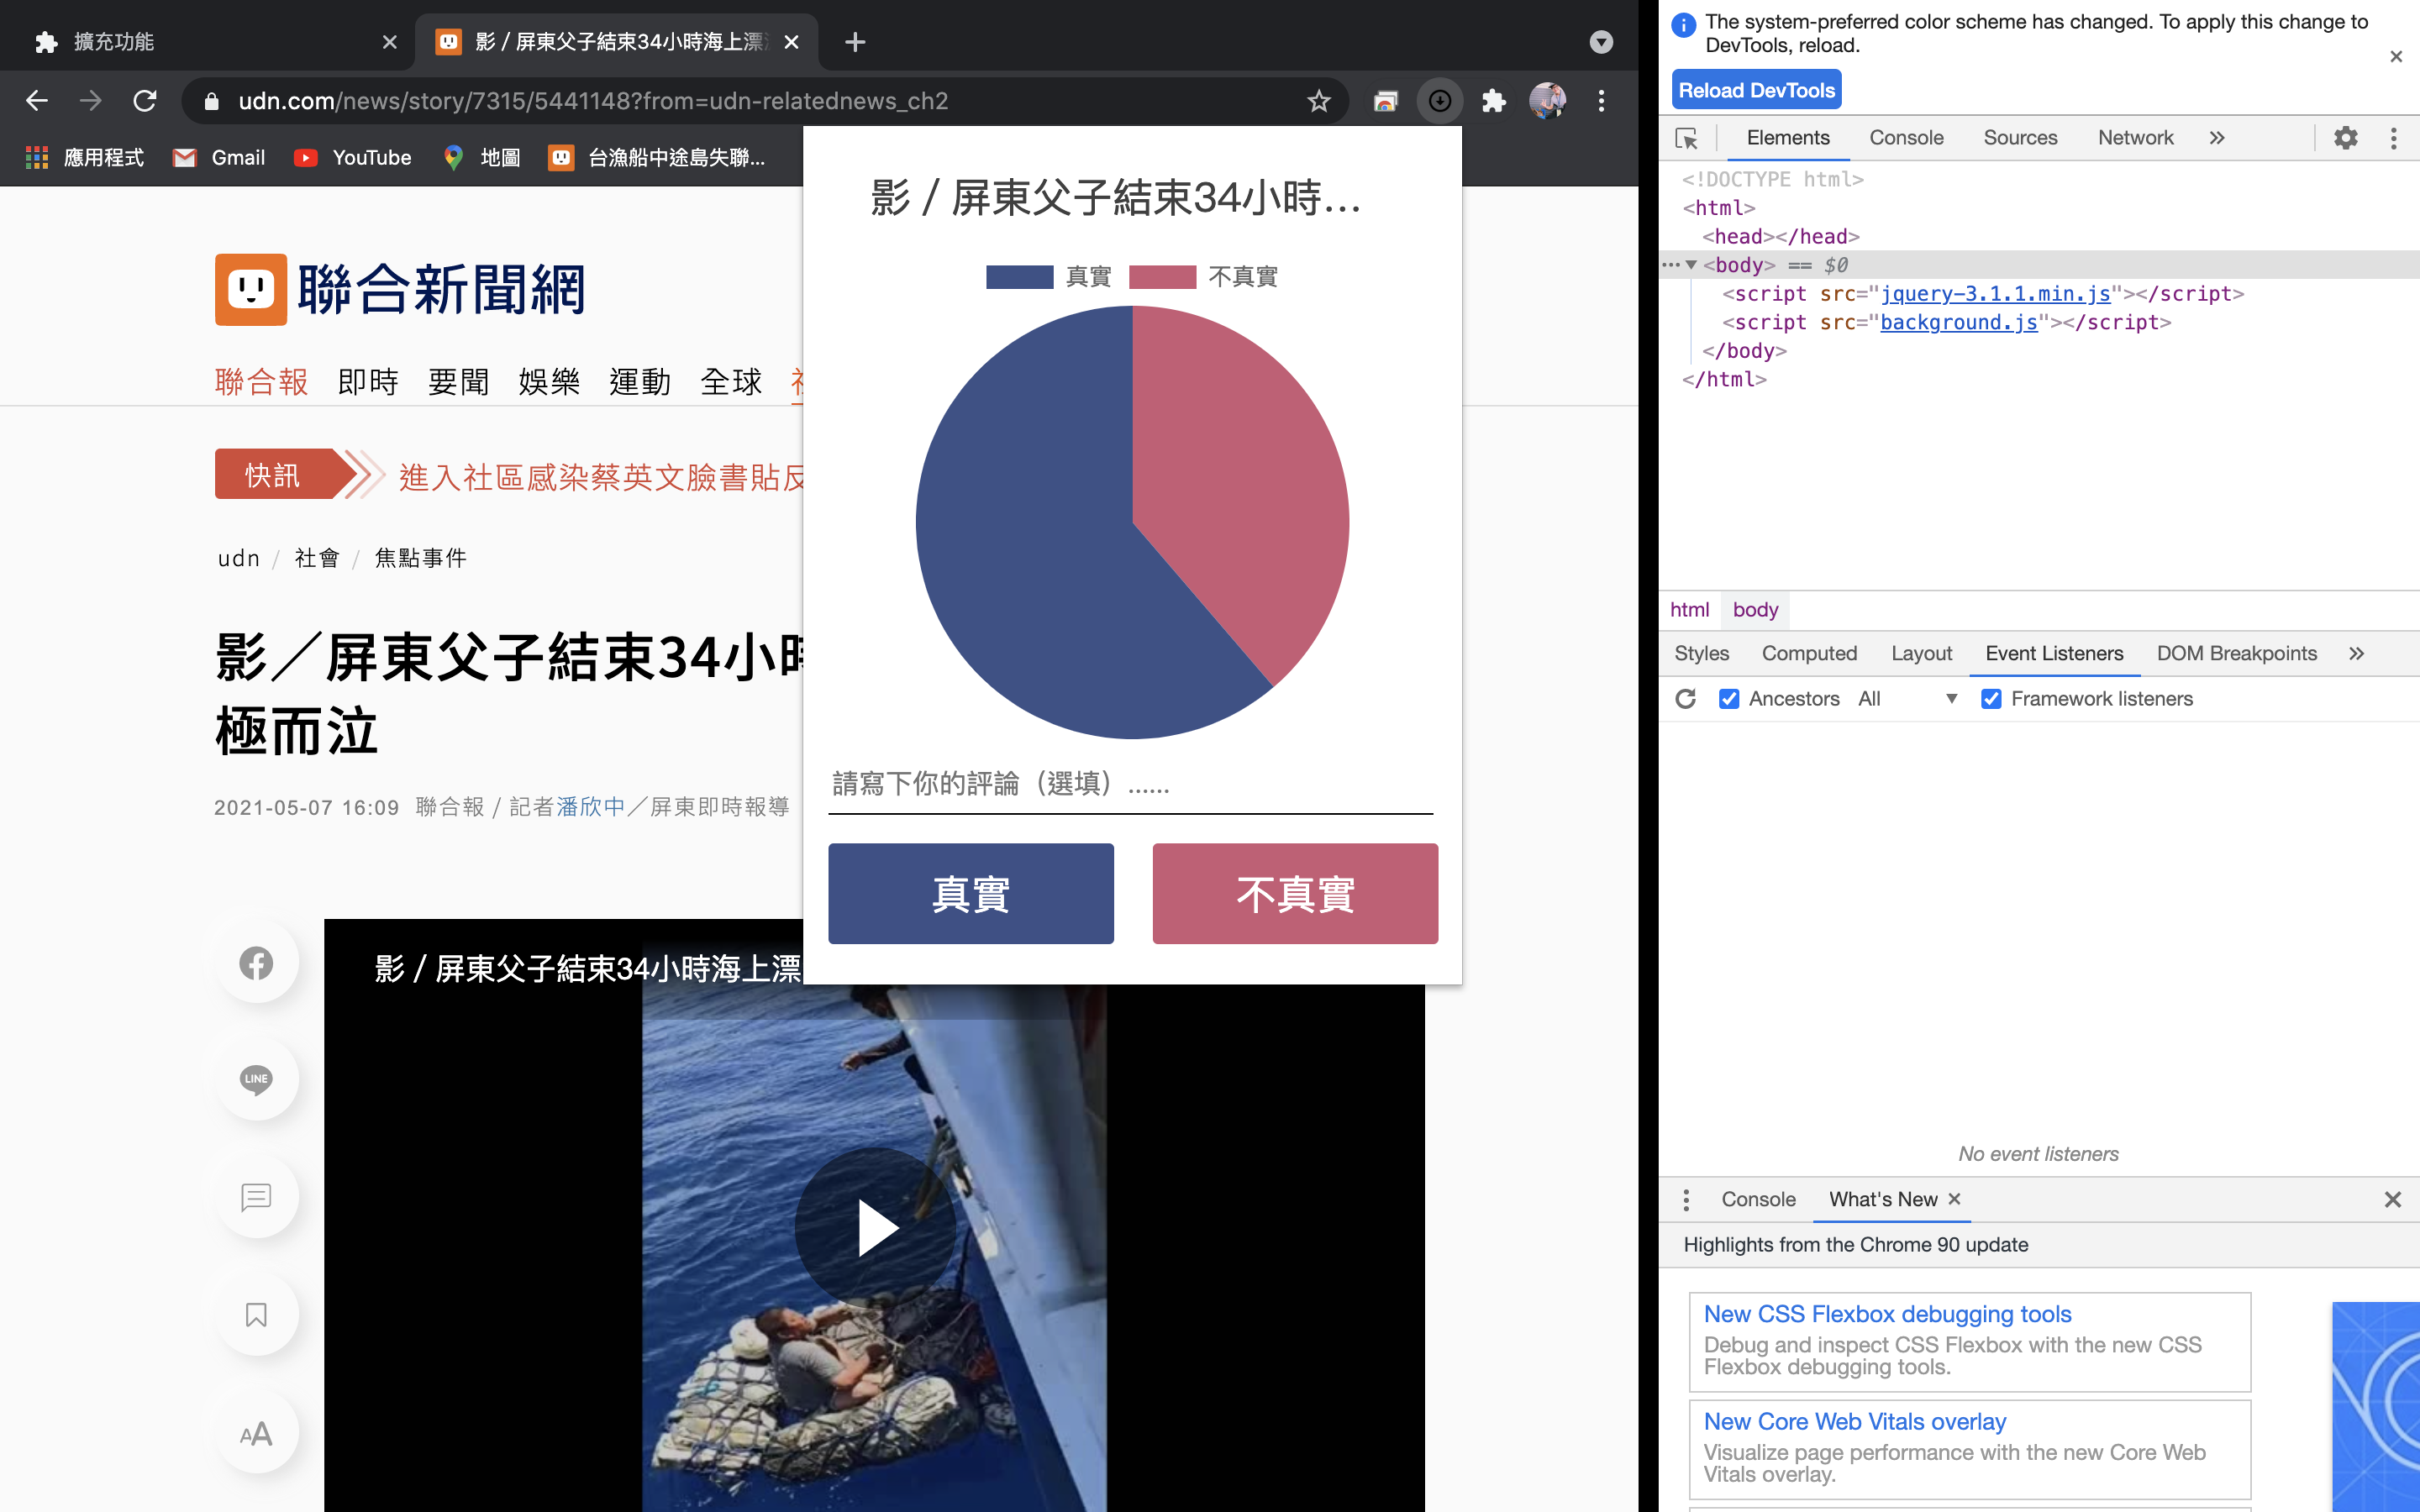 擴充功能
影 / 屏東父子結束34小時海上漂
udn.com/news/story/7315/5441148?from=udn-relatednews_ch2
應用程式
Gmail
YouTube
地圖
台漁船中途島失聯...
聯合新聞網
聯合報 即時 要聞 娛樂 運動 全球
快訊
進入社區感染蔡英文臉書貼
udn / 社會 / 焦點事件
影／屏東父子結束34小
極而泣
2021-05-07 16:09 聯合報 / 記者潘欣中／屏東即時報導
影 / 屏東父子結束34小時海上漂
LINE
AA
影 / 屏東父子結束34小時...
真實
不真實
請寫下你的評論（選填）......
真實
不真實
The system-preferred color scheme has changed. To apply this change to
DevTools, reload.
Reload DevTools
Elements Console Sources Network
<!DOCTYPE html>
<html>
<head></head>
<body> == $0
<script src="jquery-3.1.1.min.js"></script>
<script src="background.js"></script>
</body>
</html>
html body
Styles Computed Layout Event Listeners DOM Breakpoints
Ancestors All Framework listeners
No event listeners
Console What's New
Highlights from the Chrome 90 update
New CSS Flexbox debugging tools
Debug and inspect CSS Flexbox with the new CSS
Flexbox debugging tools.
New Core Web Vitals overlay
Visualize page performance with the new Core Web
Vitals overlay.